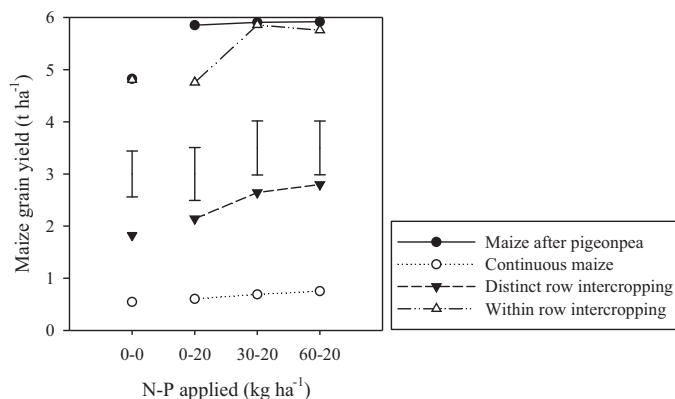 6
5
4
3
2
1
0
Maize grain yield (t ha-1)
0-0 0-20 30-20 60-20
N-P applied (kg ha-1)
Maize after pigeonpea
Continuous maize
Distinct row intercropping
Within row intercropping